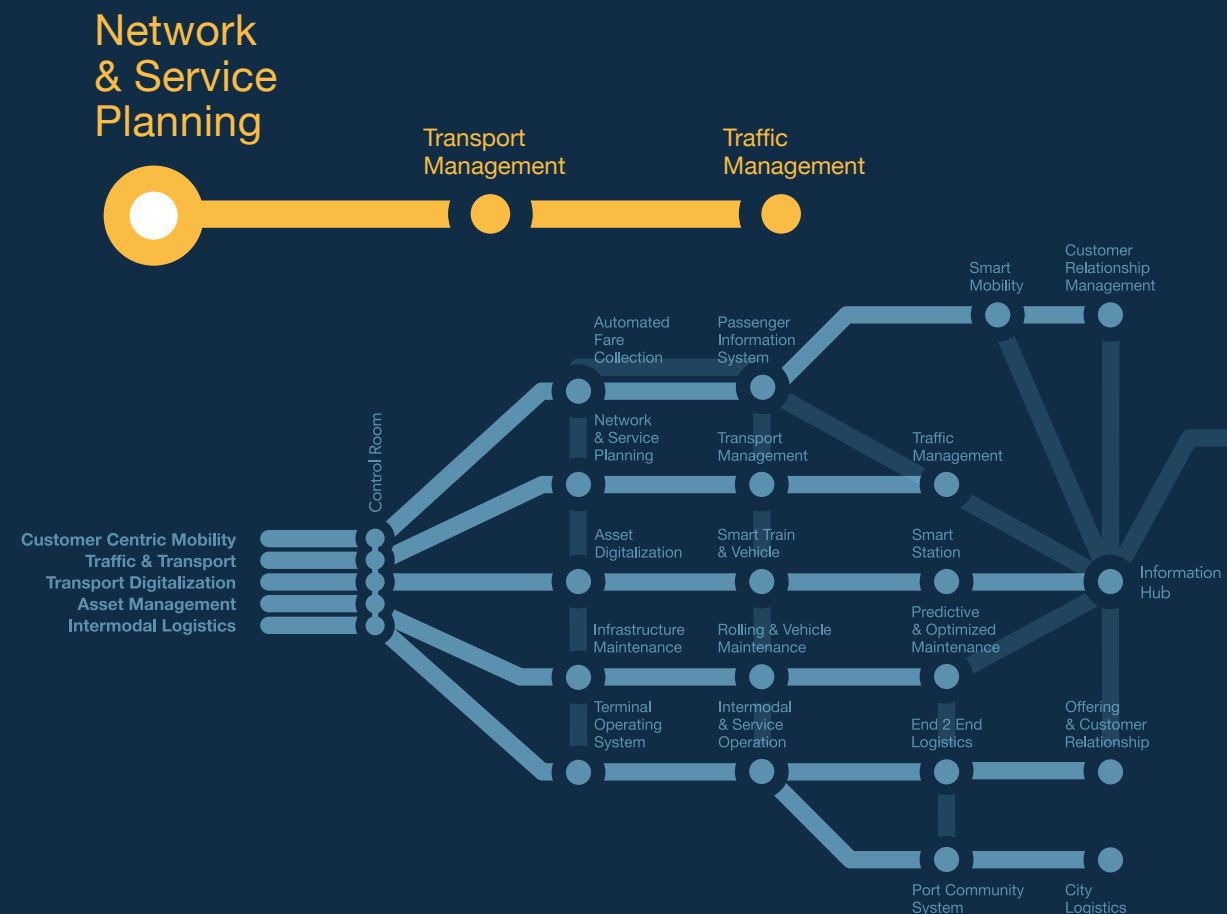 Network
& Service
Planning
Transport
Management
Traffic
Management
Smart
Mobility
Customer
Relationship
Management
Automated
Fare
Collection
Passenger
Information
System
Control Room
Network
& Service
Planning
Transport
Management
Traffic
Management
Customer Centric Mobility
Traffic & Transport
Transport Digitalization
Asset Management
Intermodal Logistics
Asset
Digitalization
Smart Train
& Vehicle
Smart
Station
Information
Hub
Infrastructure
Maintenance
Rolling & Vehicle
Maintenance
Predictive
& Optimized
Maintenance
Terminal
Operating
System
Intermodal
& Service
Operation
End 2 End
Logistics
Offering
& Customer
Relationship
Port Community
System
City
Logistics